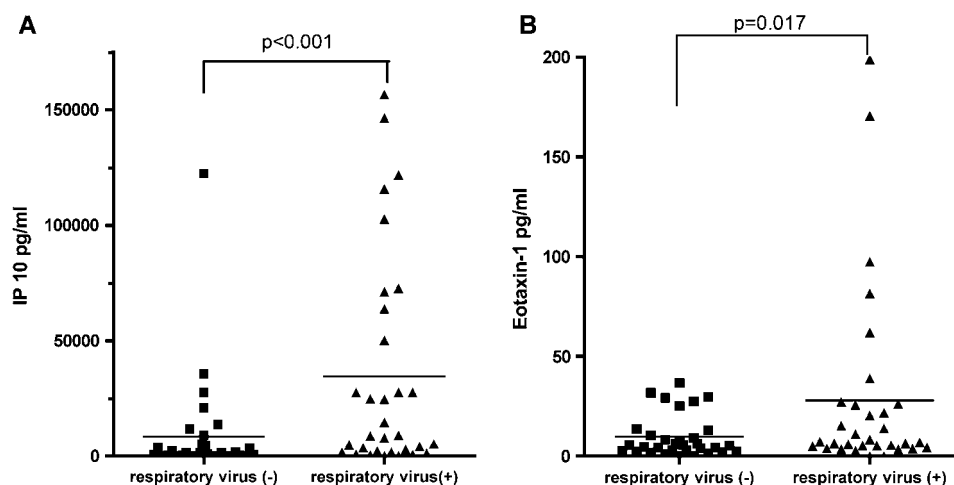 A
p<0.001
IP 10 pg/ml
150000
100000
50000
0
respiratory virus (-)
respiratory virus(+)
B
p=0.017
Eotaxin-1 pg/ml
200
150
100
50
0
respiratory virus (-)
respiratory virus (+)